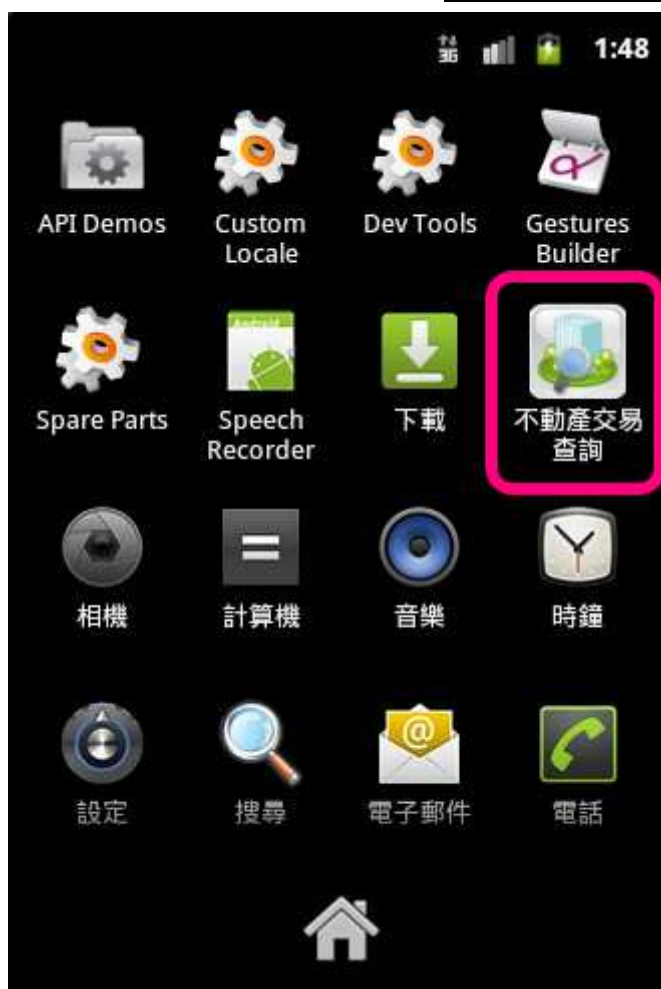 3G 1:48
API Demos
Custom
Locale
Dev Tools
Gestures
Builder
Spare Parts
Speech
Recorder
下載
不動產交易
查詢
相機
計算機
音樂
時鐘
設定
搜尋
電子郵件
電話